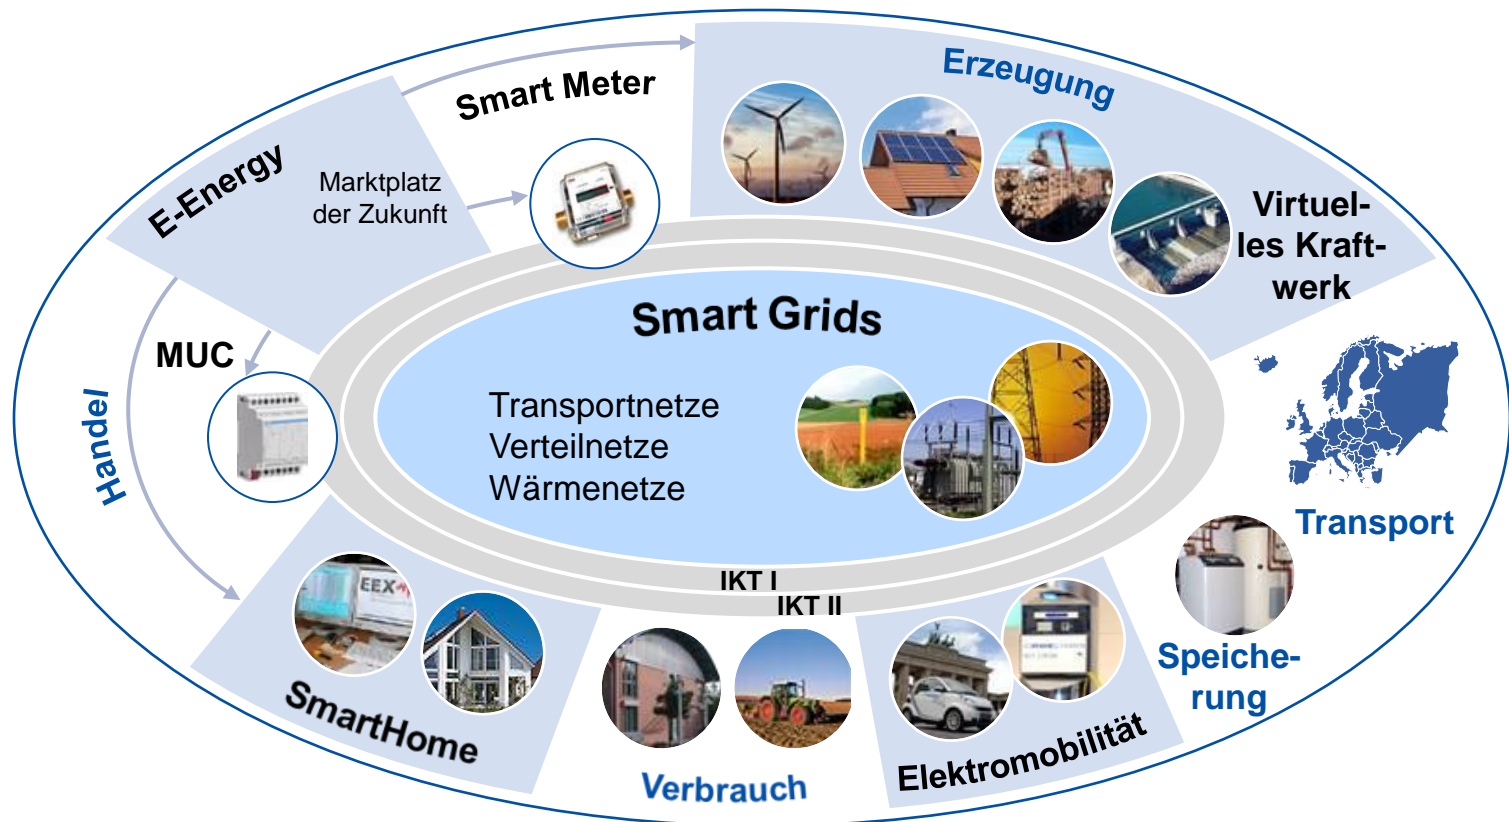 Erzeugung
Smart Meter
E-Energy
Marktplatz
der Zukunft
Virtuel-
les Kraft-
werk
Smart Grids
MUC
Handel
Transportnetze
Verteilnetze
Wärmenetze
Transport
IKT I
IKT II
EEX
SmartHome
Verbrauch
Elektromobilität
Speiche-
rung